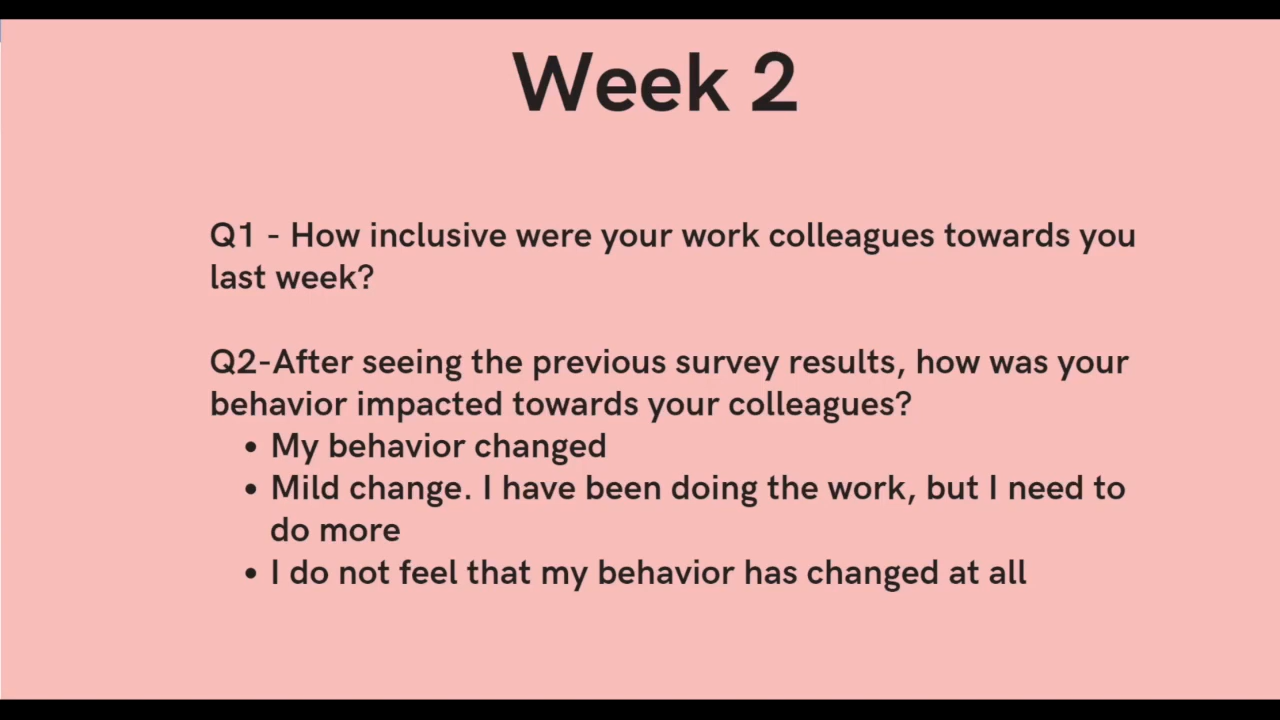 Week 2
Q1 - How inclusive were your work colleagues towards you
last week?
Q2-After seeing the previous survey results, how was your
behavior impacted towards your colleagues?
• My behavior changed
• Mild change. I have been doing the work, but I need to
do more
• I do not feel that my behavior has changed at all